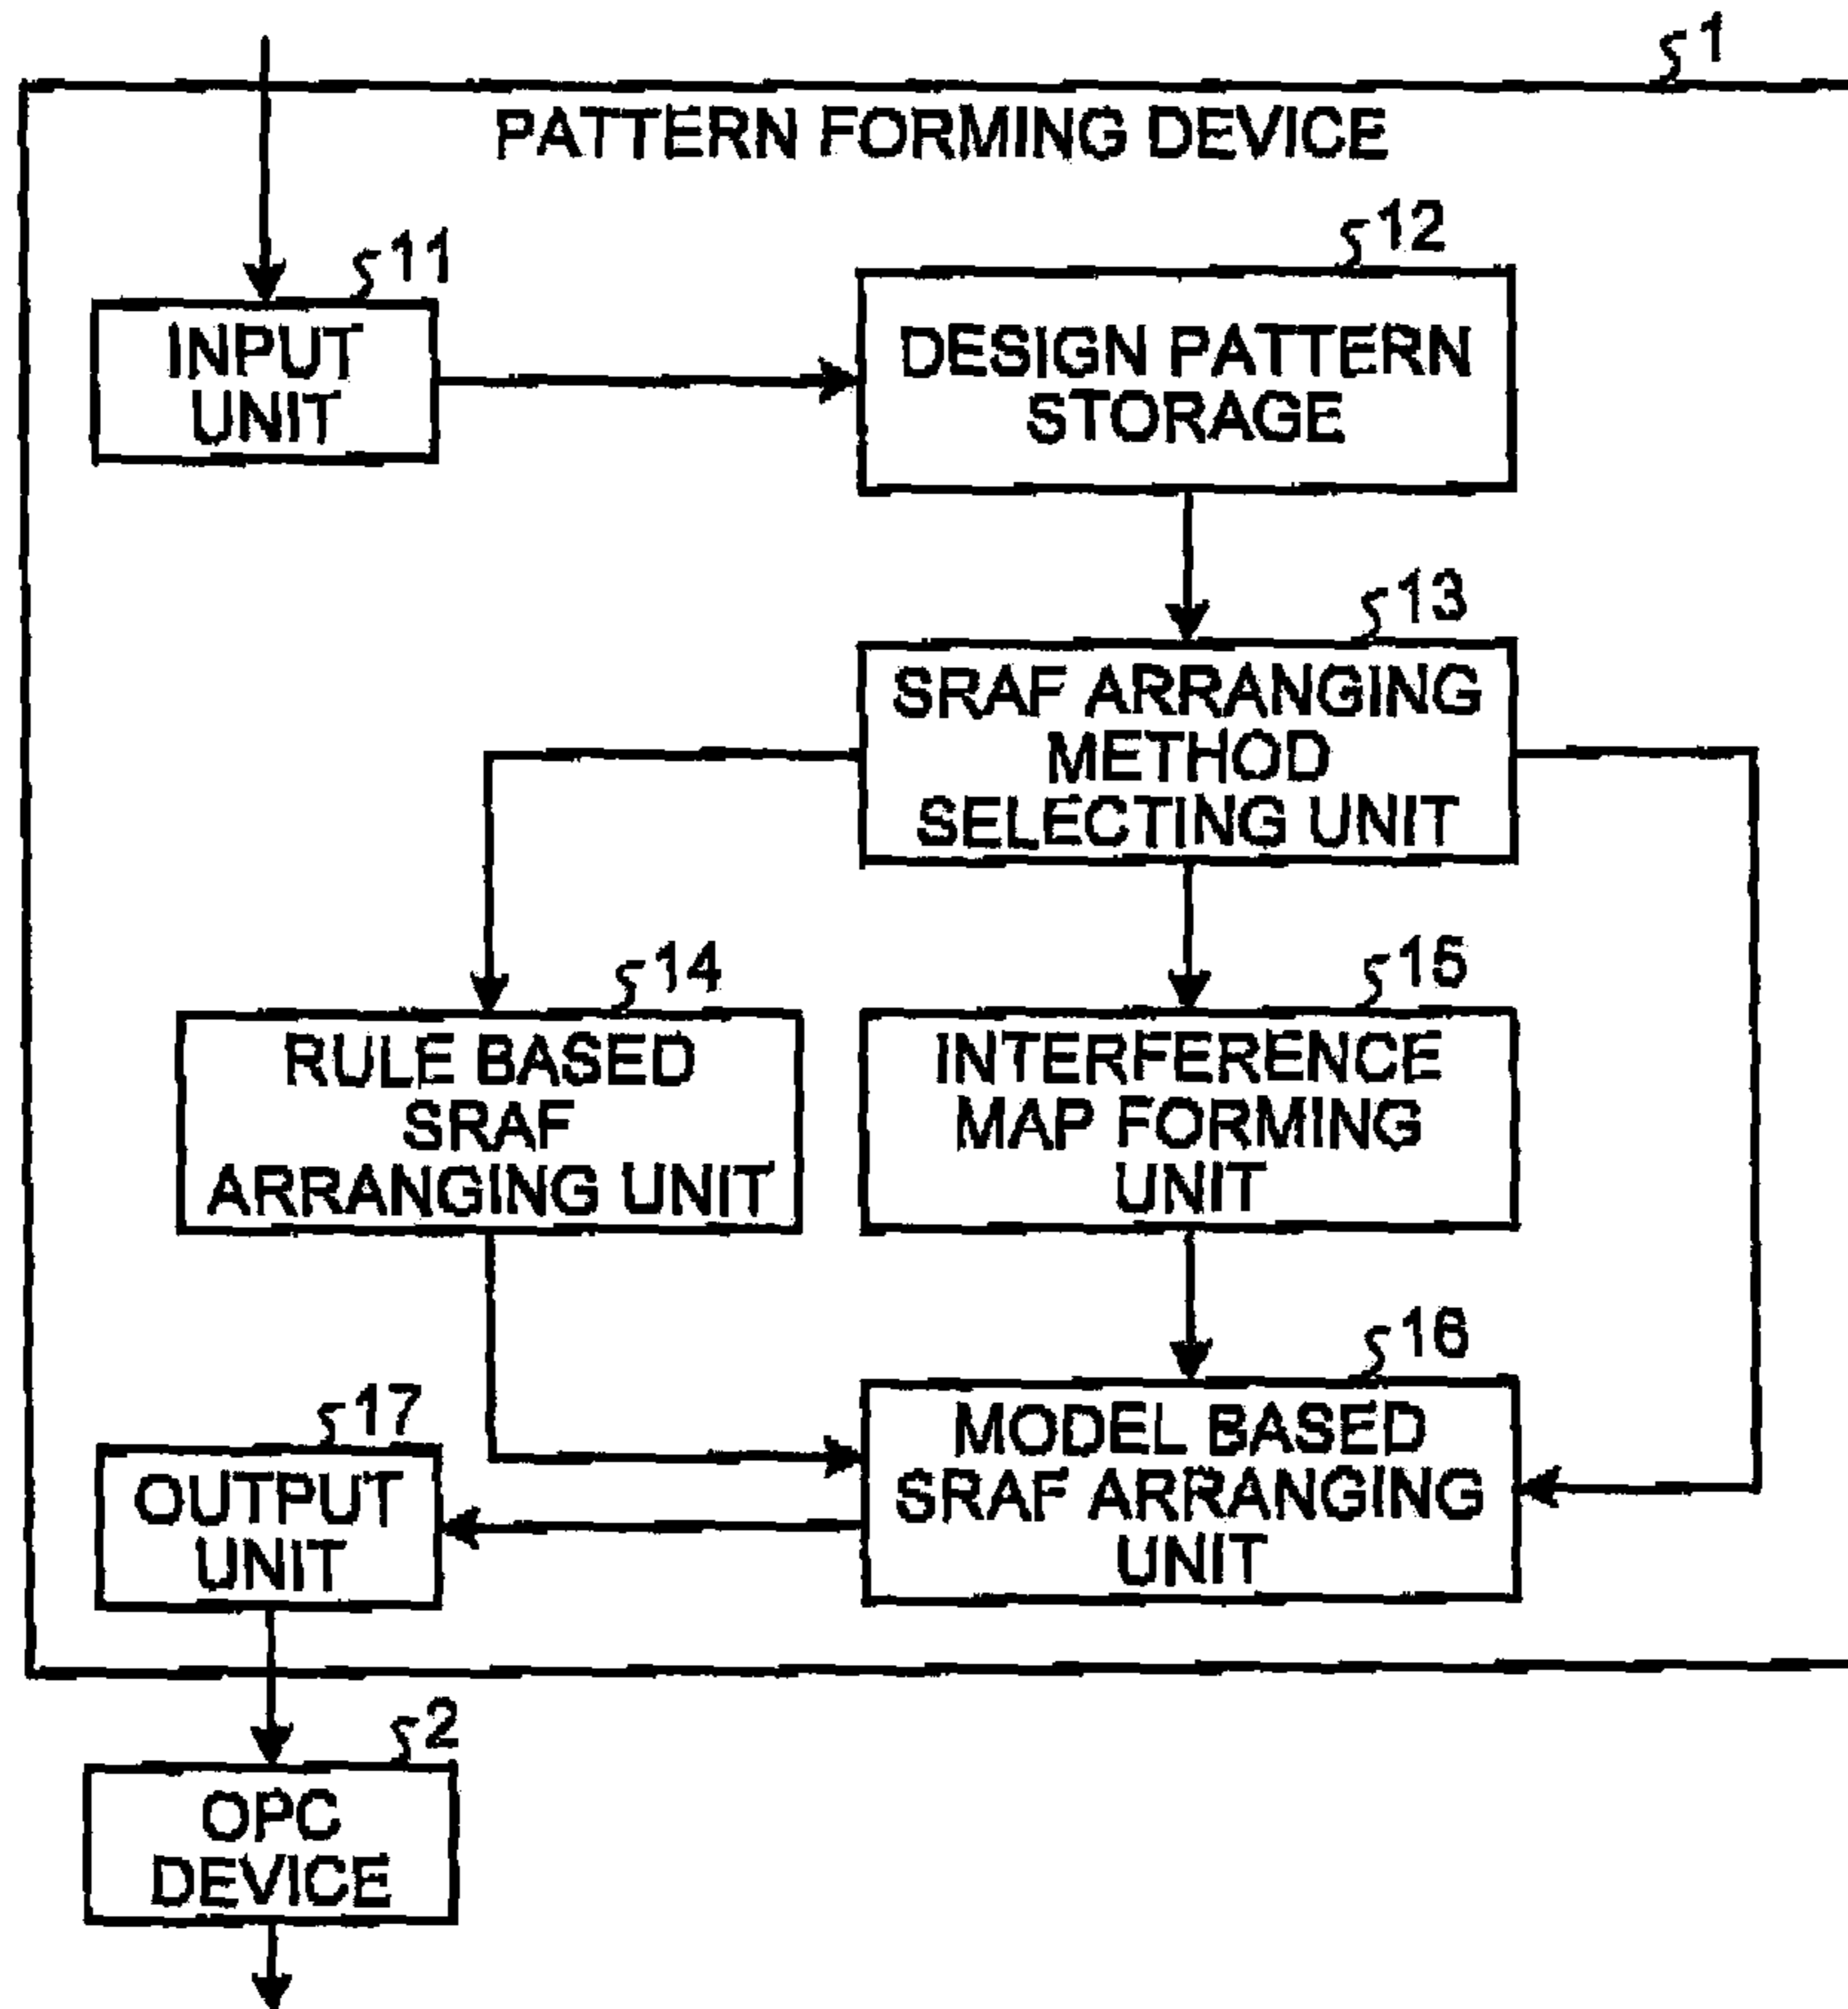 1
PATTERN FORMING DEVICE
11
INPUT
UNIT
12
DESIGN PATTERN
STORAGE
13
SRAF ARRANGING
METHOD
SELECTING UNIT
14
RULE BASED
SRAF
ARRANGING UNIT
15
INTERFERENCE
MAP FORMING
UNIT
16
MODEL BASED
SRAF ARRANGING
UNIT
17
OUTPUT
UNIT
2
OPC
DEVICE